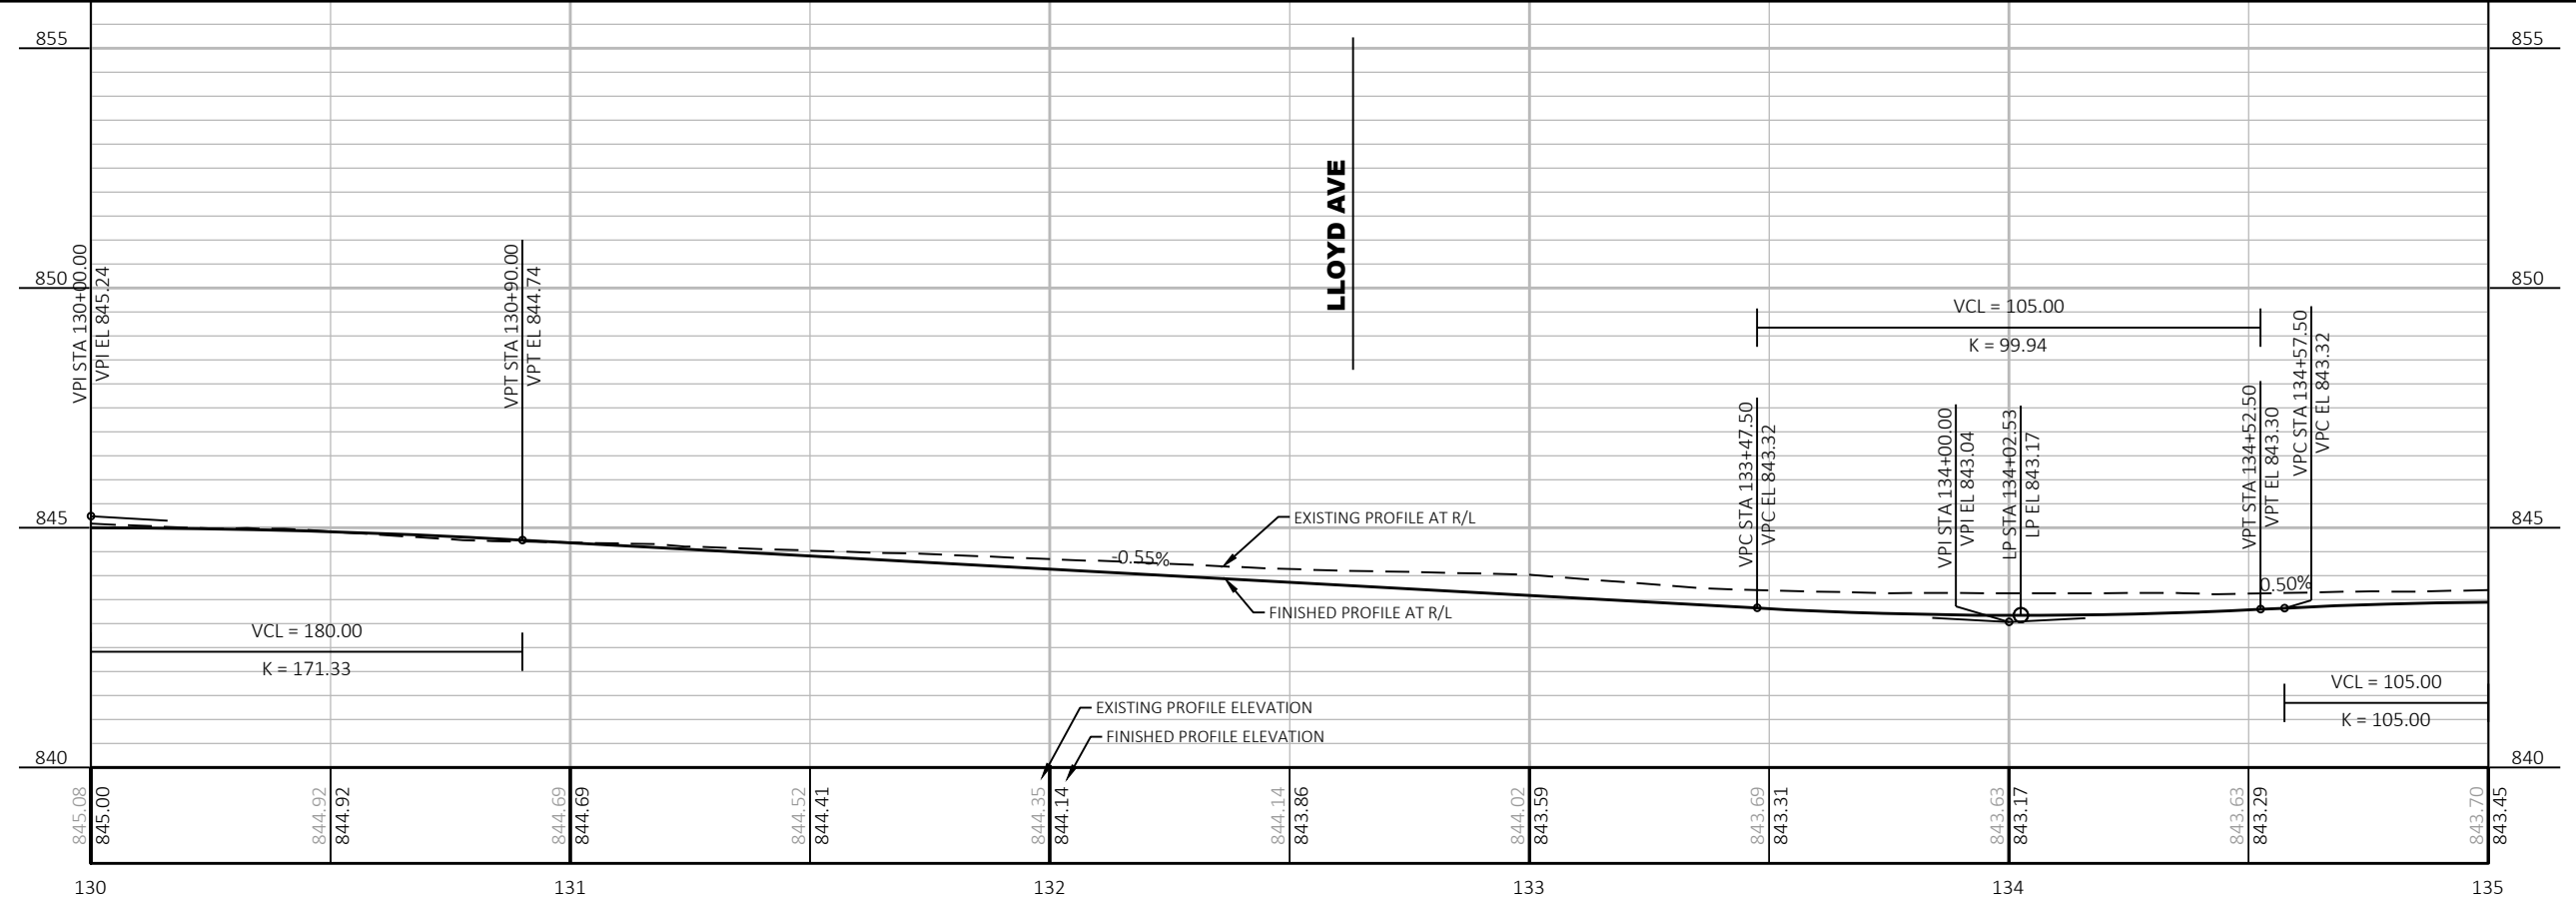 855
855
850
850
845
845
840
840
VPI STA 130+00.00
VPI EL 845.24
VPT STA 130+90.00
VPT EL 844.74
LLOYD AVE
VCL = 105.00
K = 99.94
VPC STA 133+47.50
VPC EL 843.32
VPI STA 134+00.00
VPI EL 843.04
LP STA 134+02.53
LP EL 843.17
VPT STA 134+52.50
VPT EL 843.30
VPC STA 134+57.50
VPC EL 843.32
EXISTING PROFILE AT R/L
-0.55%
0.50%
FINISHED PROFILE AT R/L
VCL = 180.00
K = 171.33
VCL = 105.00
K = 105.00
EXISTING PROFILE ELEVATION
FINISHED PROFILE ELEVATION
845.08
845.00
844.92
844.92
844.69
844.69
844.52
844.41
844.35
844.14
844.14
843.86
844.02
843.59
843.69
843.31
843.63
843.17
843.63
843.29
843.70
843.45
130
131
132
133
134
135